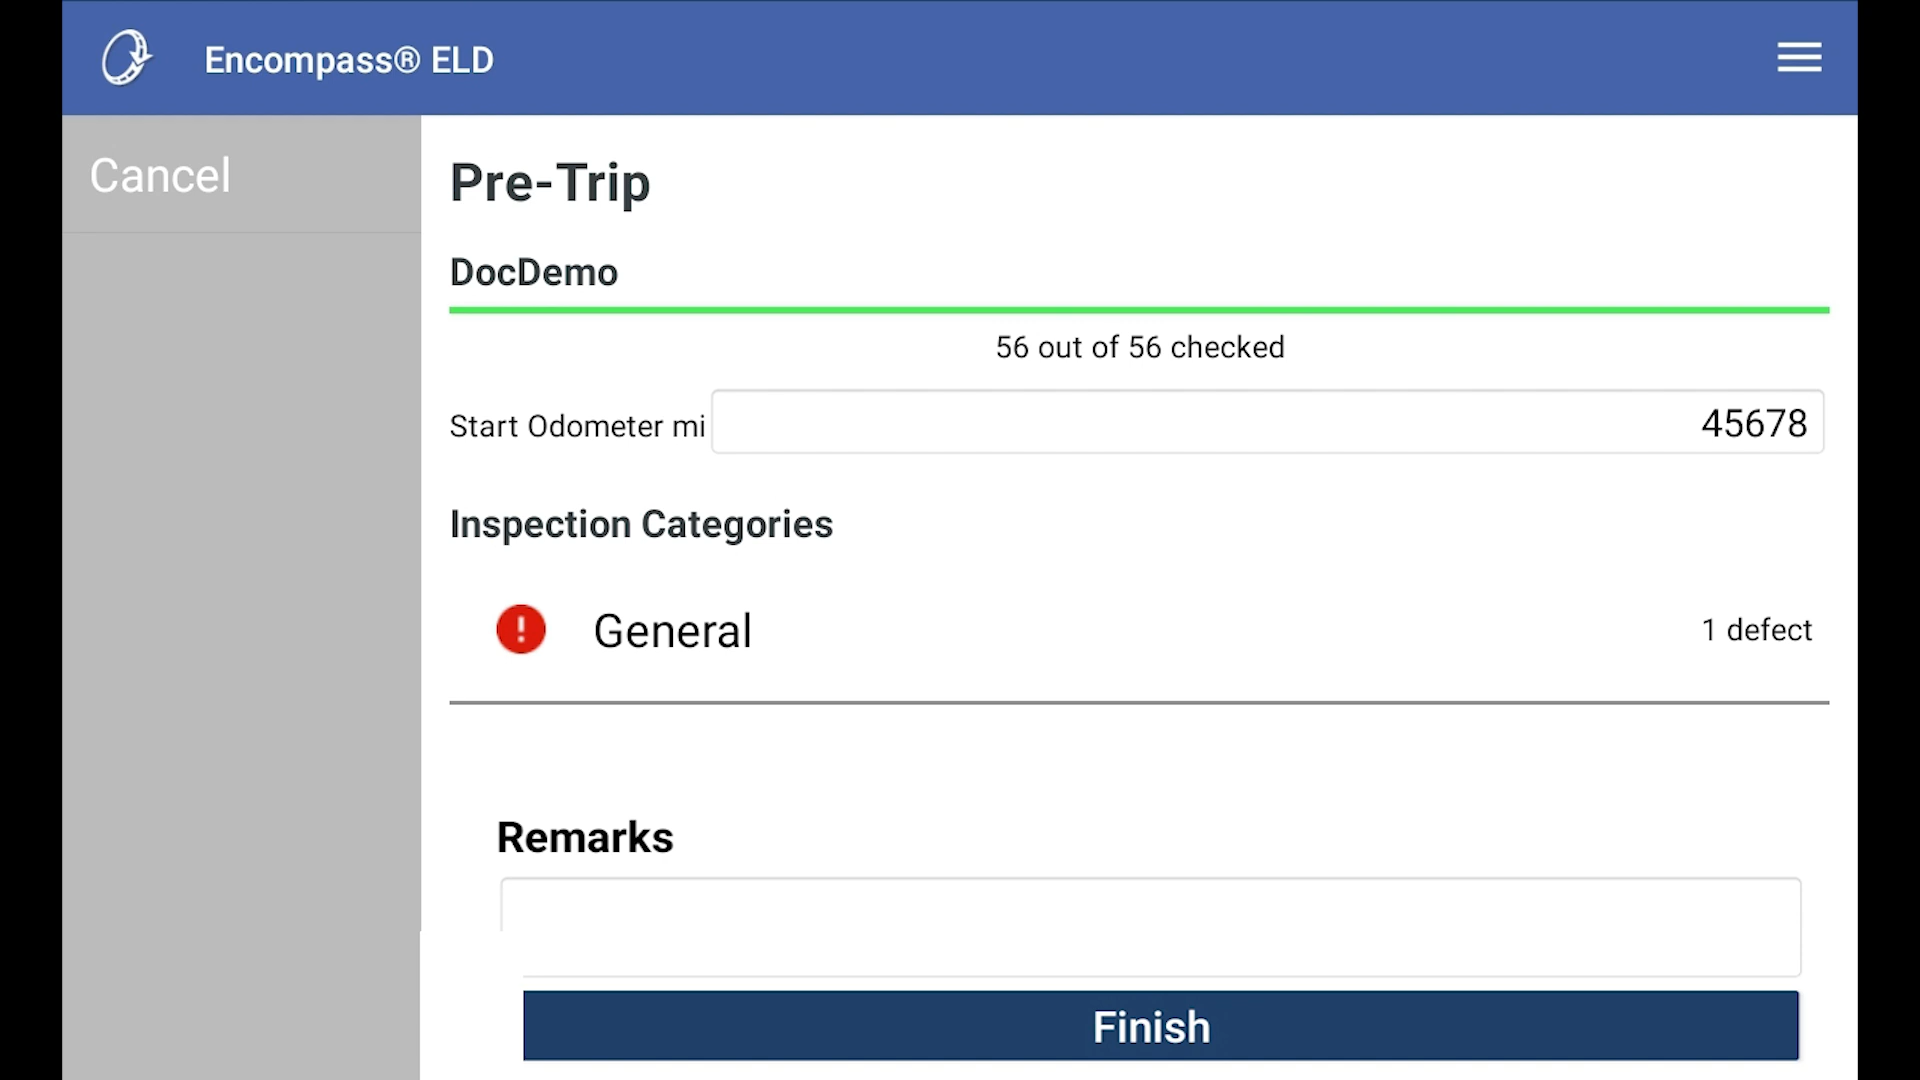 Encompass® ELD
Cancel
Pre-Trip
DocDemo
56 out of 56 checked
Start Odometer mi 45678
Inspection Categories
General 1 defect
Remarks
Finish